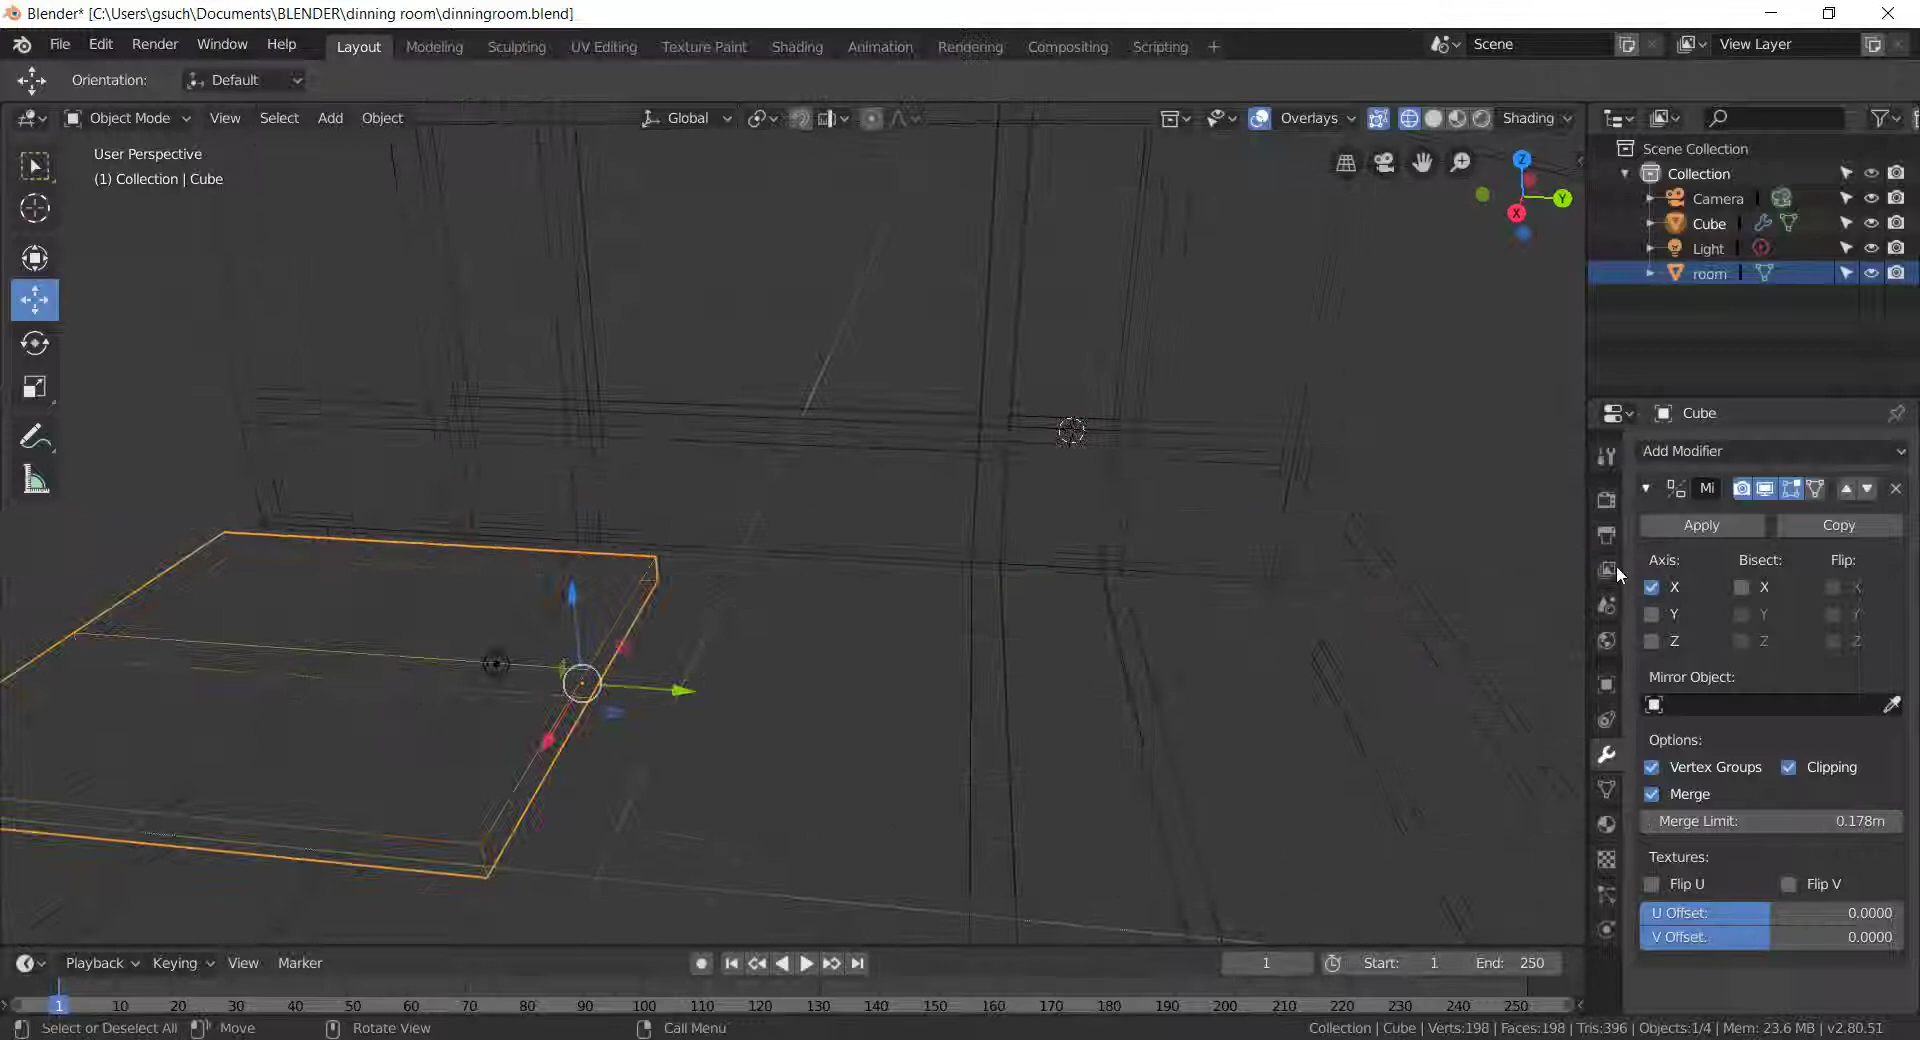 Blender* [C:\Users\gsuch\Documents\BLENDER\dinning room\dinningroom.blend]
File Edit Render Window Help Layout Modeling Sculpting UV Editing Texture Paint Shading Animation Rendering Compositing Scripting + Scene View Layer
Orientation: Default
Object Mode View Select Add Object Global Overlays Shading
User Perspective
(1) Collection | Cube
Z
Y
X
Scene Collection
Collection
Camera
Cube
Light
room
Cube
Add Modifier
Mi
Apply Copy
Axis: Bisect: Flip:
X X X
Y Y Y
Z Z Z
Mirror Object:
Options:
Vertex Groups Clipping
Merge
Merge Limit: 0.178m
Textures:
Flip U Flip V
U Offset: 0.0000
V Offset: 0.0000
Playback Keying View Marker 1 Start: 1 End: 250
1 10 20 30 40 50 60 70 80 90 100 110 120 130 140 150 160 170 180 190 200 210 220 230 240 250
Select or Deselect All Move Rotate View Call Menu Collection | Cube | Verts:198 | Faces:198 | Tris:396 | Objects:1/4 | Mem: 23.6 MB | v2.80.51